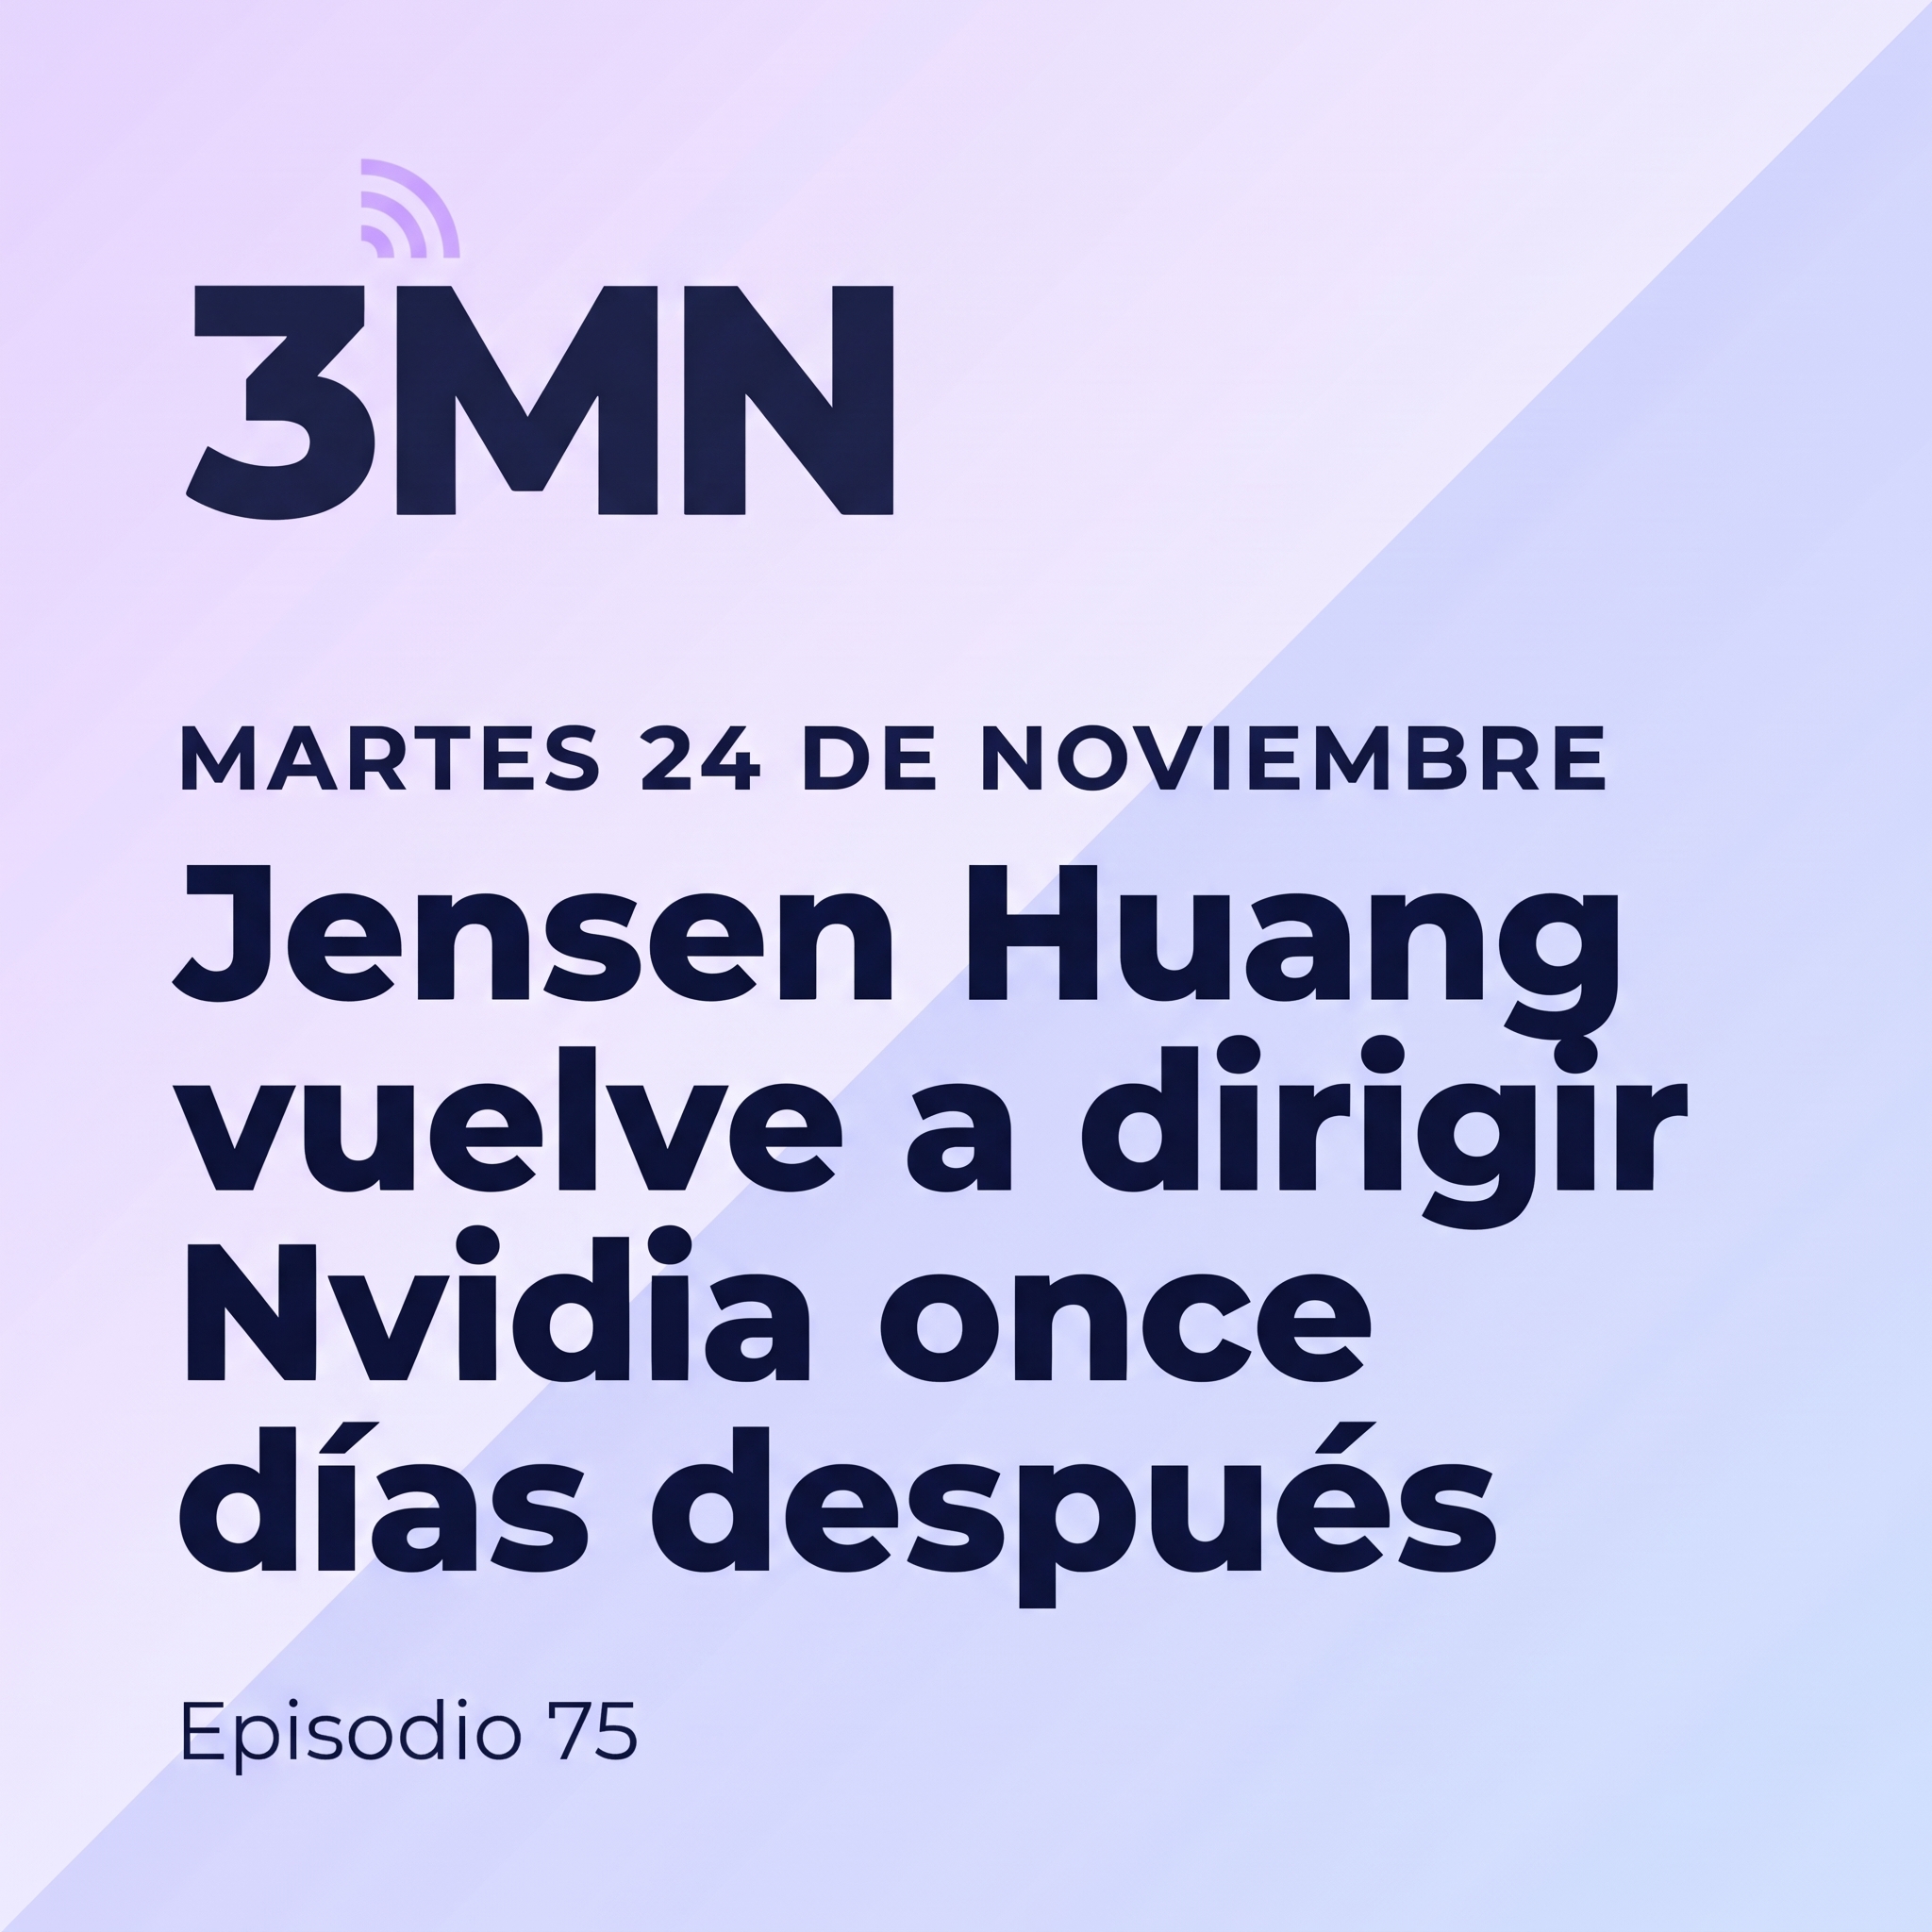 3MN
MARTES 24 DE NOVIEMBRE
Jensen Huang
vuelve a dirigir
Nvidia once
días después
Episodio 75